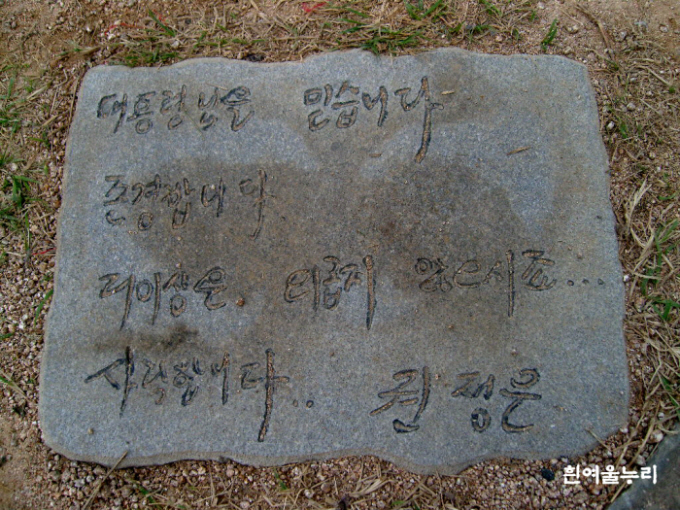 대통령님은 믿습니다
존경합니다
더이상은. 외롭지 않으시죠...
사랑합니다.. 권정은
흰여울누리